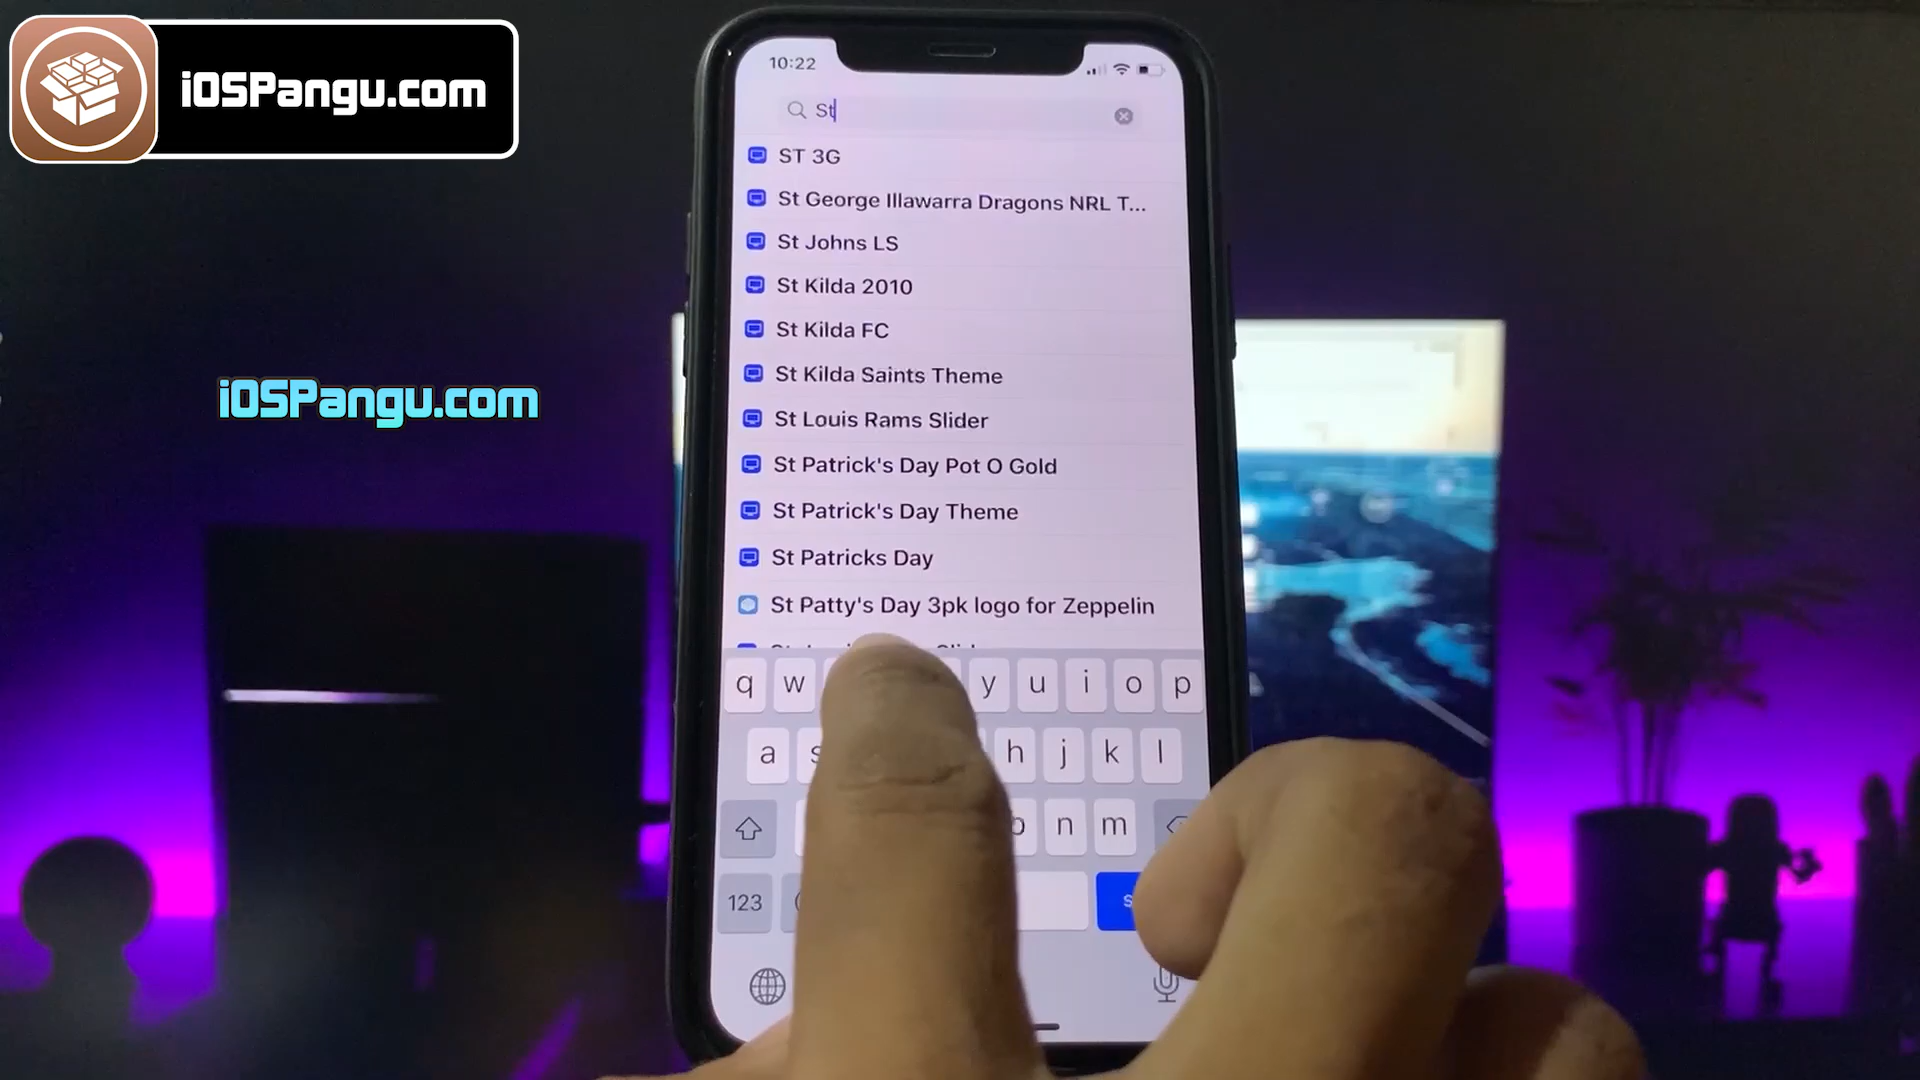 iOSPangu.com
10:22
St
ST 3G
St George Illawarra Dragons NRL T...
St Johns LS
St Kilda 2010
St Kilda FC
iOSPangu.com
St Kilda Saints Theme
St Louis Rams Slider
St Patrick's Day Pot O Gold
St Patrick's Day Theme
St Patricks Day
St Patty's Day 3pk logo for Zeppelin
q w y u i o p
a s h j k l
b n m
123